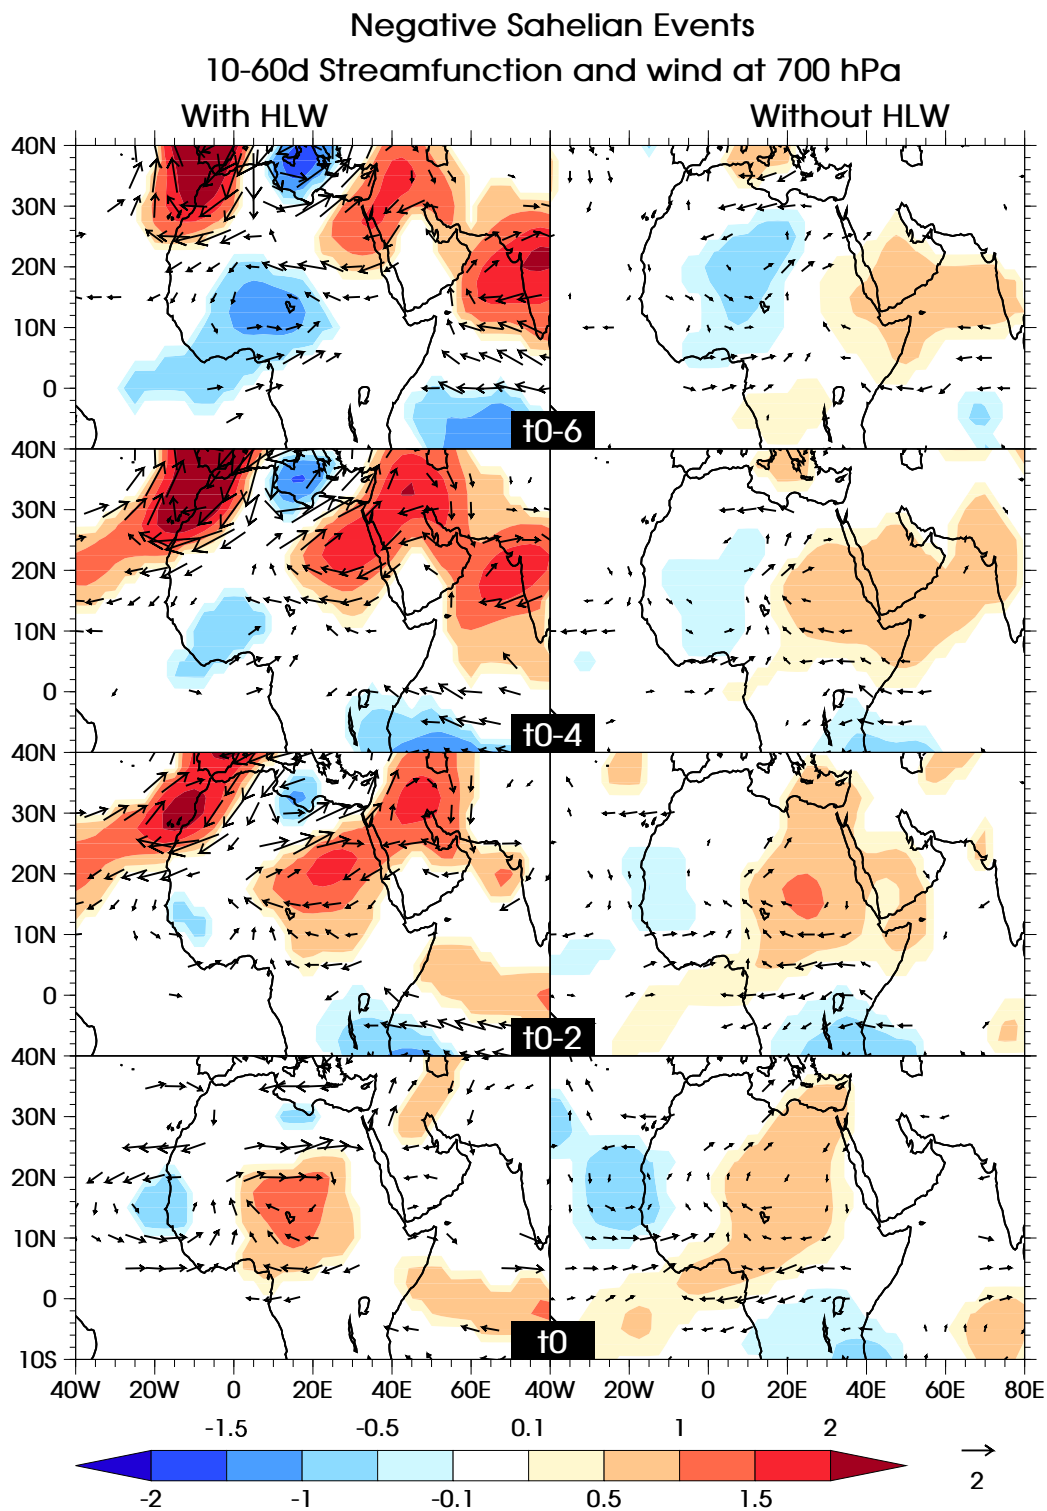 Negative Sahelian Events
10-60d Streamfunction and wind at 700 hPa
With HLW Without HLW
40N
30N
20N
10N
0
t0-6
40N
30N
20N
10N
0
t0-4
40N
30N
20N
10N
0
t0-2
40N
30N
20N
10N
0
t0
10S
40W 20W 0 20E 40E 60E 40W 20W 0 20E 40E 60E 80E
-1.5 -0.5 0.1 1 2
-2 -1 -0.1 0.5 1.5
2